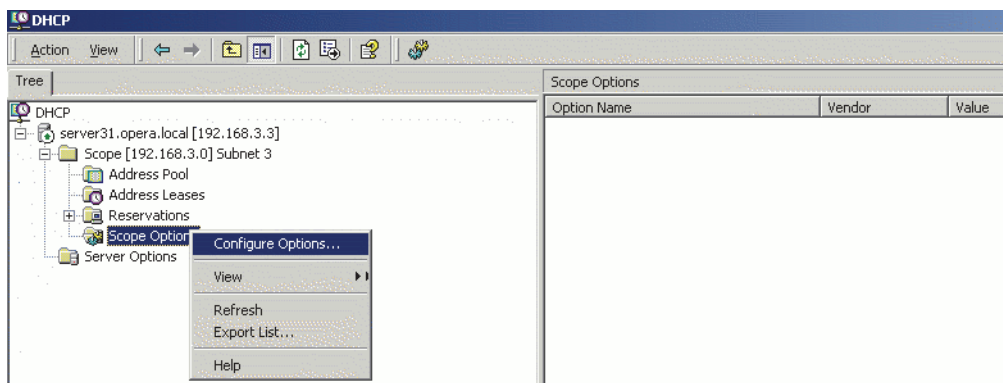 DHCP
Action View
Tree
Scope Options
Option Name Vendor Value
DHCP
server31.opera.local [192.168.3.3]
Scope [192.168.3.0] Subnet 3
Address Pool
Address Leases
Reservations
Scope Option
Server Options
Configure Options...
View
Refresh
Export List...
Help